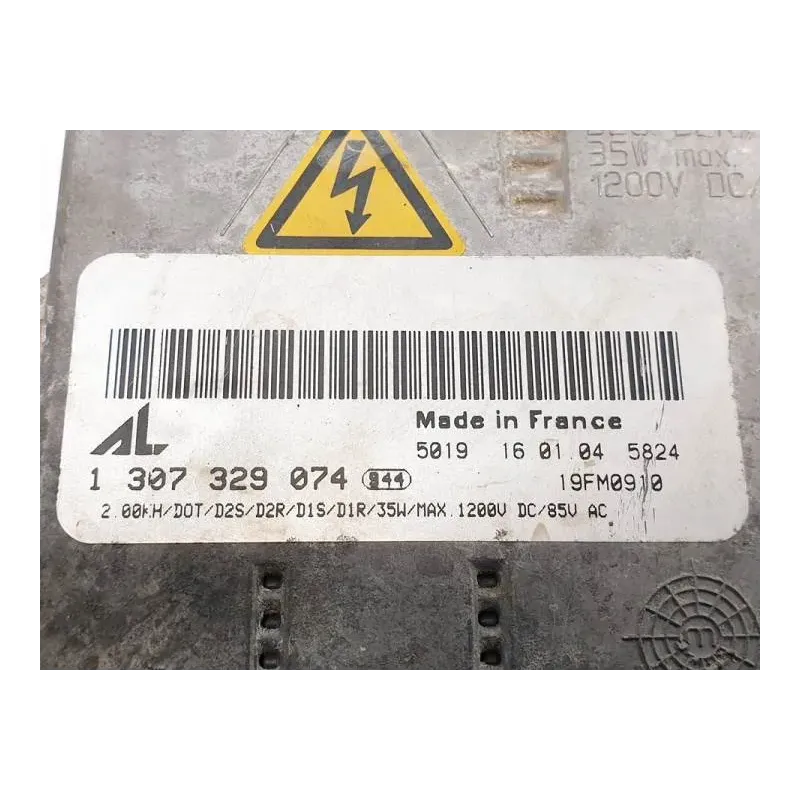 35W max.
1200V DC/
AL
Made in France
5019 16 01.04 5824
1 307 329 074 944
19FM0910
2.00KH/DOT/D2S/D2R/D1S/D1R/35W/MAX.1200V DC/85V AC
m